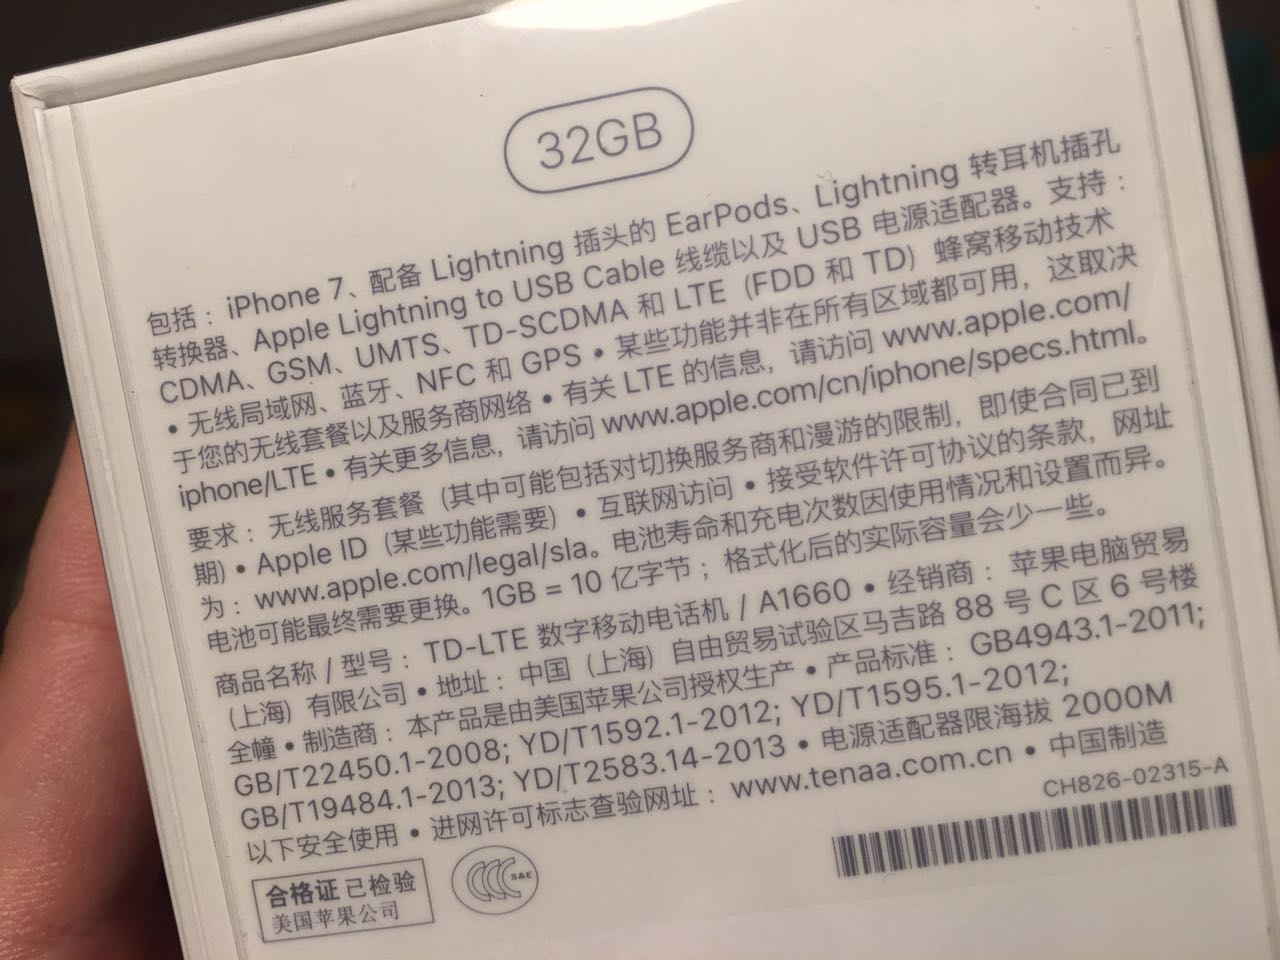 32GB
包括：iPhone 7、配备 Lightning 插头的 EarPods、Lightning 转耳机插孔
转换器、Apple Lightning to USB Cable 线缆以及 USB 电源适配器。支持：
CDMA、GSM、UMTS、TD-SCDMA 和 LTE（FDD 和 TD）蜂窝移动技术
• 无线局域网、蓝牙、NFC 和 GPS • 某些功能并非在所有区域都可用，这取决
于您的无线套餐以及服务商网络 • 有关 LTE 的信息，请访问 www.apple.com/
iphone/LTE • 有关更多信息，请访问 www.apple.com/cn/iphone/specs.html。
要求：无线服务套餐（其中可能包括对切换服务商和漫游的限制，即使合同已到
期）• Apple ID（某些功能需要）• 互联网访问 • 接受软件许可协议的条款，网址
为：www.apple.com/legal/sla。电池寿命和充电次数因使用情况和设置而异。
电池可能最终需要更换。1GB = 10 亿字节；格式化后的实际容量会少一些。
商品名称 / 型号：TD-LTE 数字移动电话机 / A1660 • 经销商：苹果电脑贸易
（上海）有限公司 • 地址：中国（上海）自由贸易试验区马吉路 88 号 C 区 6 号楼
全幢 • 制造商：本产品是由美国苹果公司授权生产 • 产品标准：GB4943.1-2011;
GB/T22450.1-2008; YD/T1592.1-2012; YD/T1595.1-2012;
GB/T19484.1-2013; YD/T2583.14-2013 • 电源适配器限海拔 2000M
以下安全使用 • 进网许可标志查验网址：www.tenaa.com.cn • 中国制造
CH826-02315-A
合格证 已检验
美国苹果公司
CCC S&E